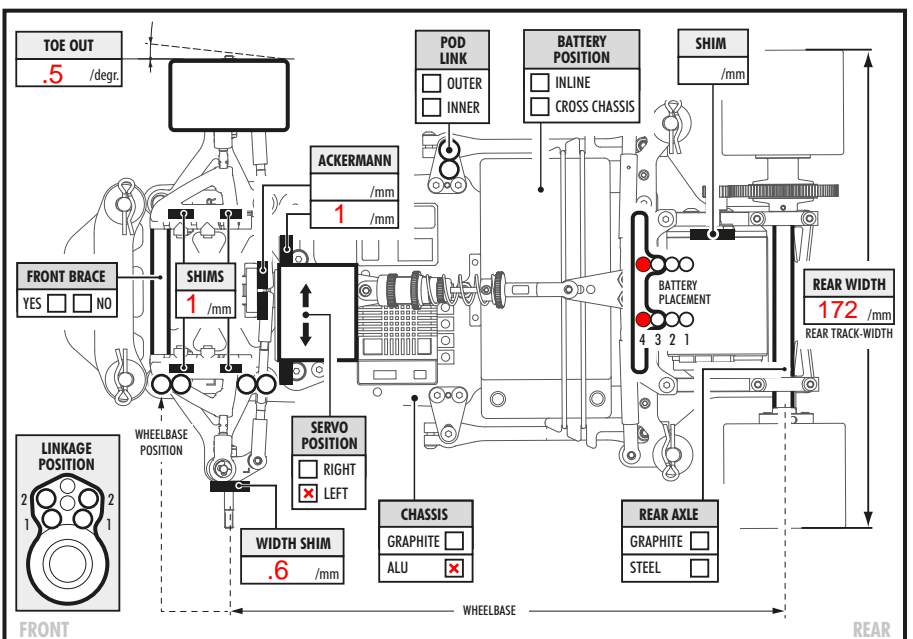 TOE OUT
.5 /degr.
POD
LINK
OUTER
INNER
BATTERY
POSITION
INLINE
CROSS CHASSIS
SHIM
/mm
ACKERMANN
/mm
1 /mm
FRONT BRACE
YES NO
SHIMS
1 /mm
BATTERY
PLACEMENT
4 3 2 1
REAR WIDTH
172 /mm
REAR TRACK-WIDTH
WHEELBASE
POSITION
SERVO
POSITION
RIGHT
LEFT
LINKAGE
POSITION
2 2
1 1
WIDTH SHIM
.6 /mm
CHASSIS
GRAPHITE
ALU
REAR AXLE
GRAPHITE
STEEL
WHEELBASE
FRONT REAR